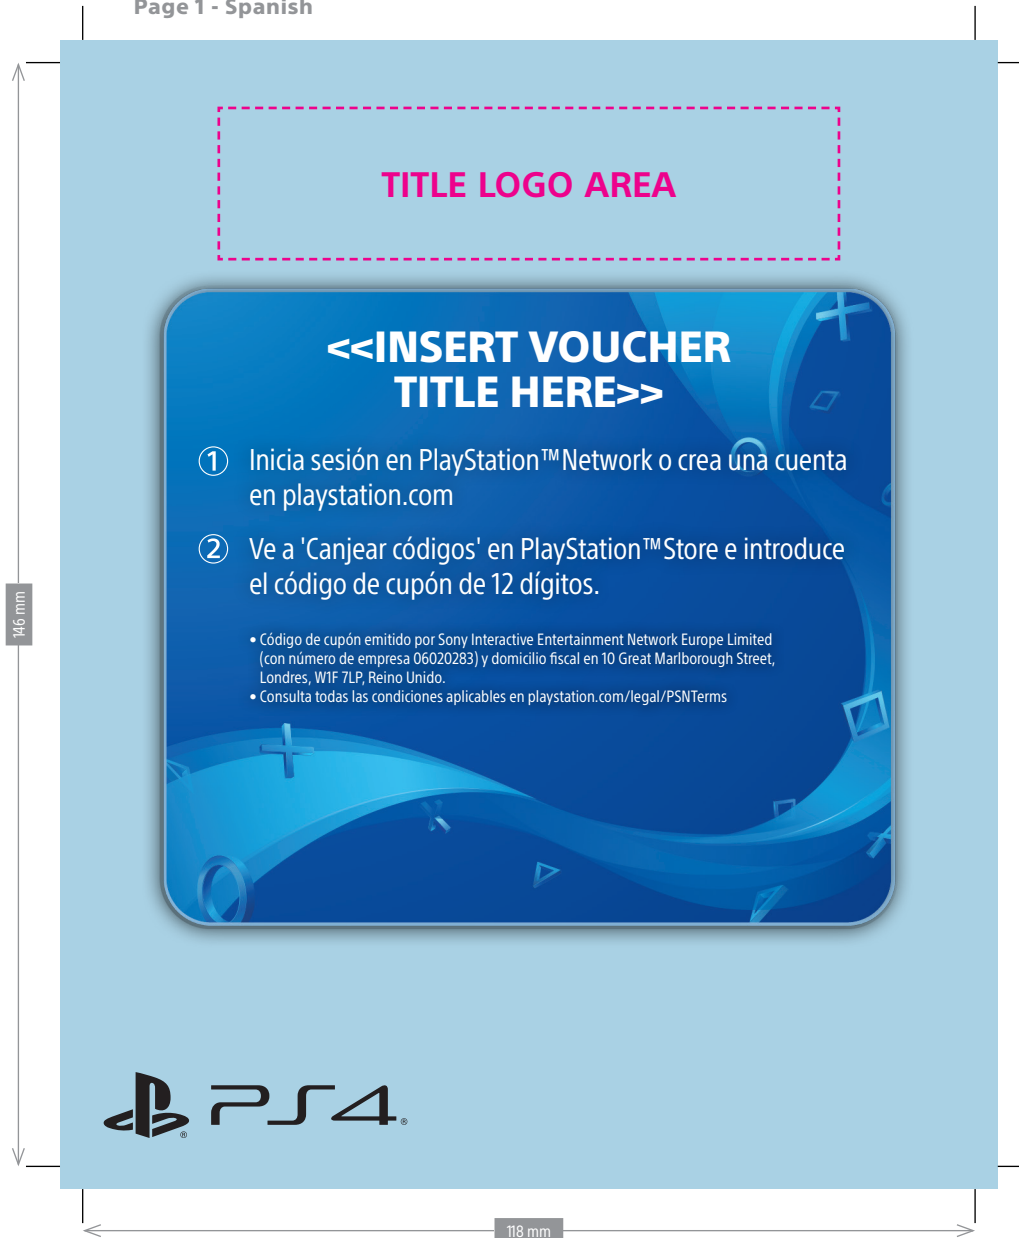 Page 1 - Spanish
TITLE LOGO AREA
<<INSERT VOUCHER
TITLE HERE>>
1 Inicia sesión en PlayStation™Network o crea una cuenta
en playstation.com
2 Ve a 'Canjear códigos' en PlayStation™Store e introduce
el código de cupón de 12 dígitos.
• Código de cupón emitido por Sony Interactive Entertainment Network Europe Limited
(con número de empresa 06020283) y domicilio fiscal en 10 Great Marlborough Street,
Londres, W1F 7LP, Reino Unido.
• Consulta todas las condiciones aplicables en playstation.com/legal/PSNTerms
146 mm
® PS4®
118 mm